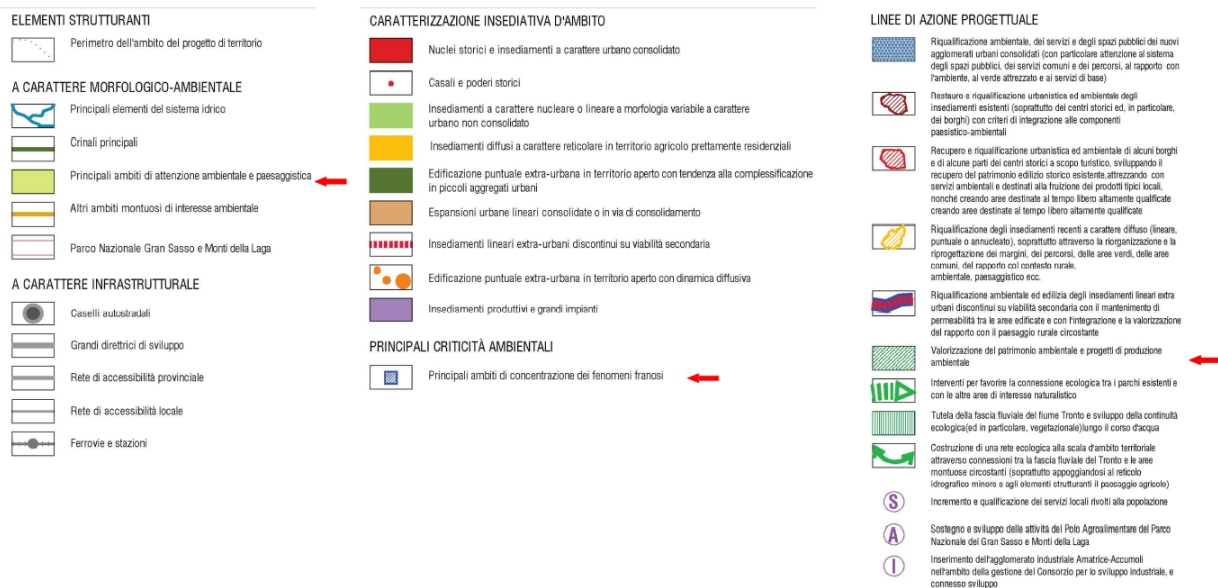 ELEMENTI STRUTTURANTI
Perimetro dell'ambito del progetto di territorio
A CARATTERE MORFOLOGICO-AMBIENTALE
Principali elementi del sistema idrico
Crinali principali
Principali ambiti di attenzione ambientale e paesaggistica
Altri ambiti montuosi di interesse ambientale
Parco Nazionale Gran Sasso e Monti della Laga
A CARATTERE INFRASTRUTTURALE
Caselli autostradali
Grandi direttrici di sviluppo
Rete di accessibilità provinciale
Rete di accessibilità locale
Ferrovie e stazioni
CARATTERIZZAZIONE INSEDIATIVA D'AMBITO
Nuclei storici e insediamenti a carattere urbano consolidato
Casali e poderi storici
Insediamenti a carattere nucleare o lineare a morfologia variabile a carattere
urbano non consolidato
Insediamenti diffusi a carattere reticolare in territorio agricolo prettamente residenziali
Edificazione puntuale extra-urbana in territorio aperto con tendenza alla complessificazione
in piccoli aggregati urbani
Espansioni urbane lineari consolidate o in via di consolidamento
Insediamenti lineari extra-urbani discontinui su viabilità secondaria
Edificazione puntuale extra-urbana in territorio aperto con dinamica diffusiva
Insediamenti produttivi e grandi impianti
PRINCIPALI CRITICITÀ AMBIENTALI
Principali ambiti di concentrazione dei fenomeni franosi
LINEE DI AZIONE PROGETTUALE
Riqualificazione ambientale, dei servizi e degli spazi pubblici dei nuovi
agglomerati urbani consolidati (con particolare attenzione al sistema
degli spazi pubblici, dei servizi comuni e dei percorsi, al rapporto con
l'ambiente, al verde attrezzato e ai servizi di base)
Restauro e riqualificazione urbanistica ed ambientale degli
insediamenti esistenti (soprattutto dei centri storici ed, in particolare,
dei borghi) con criteri di integrazione alle componenti
paesistico-ambientali
Recupero e riqualificazione urbanistica ed ambientale di alcuni borghi
e di alcune parti dei centri storici a scopo turistico, sviluppando il
recupero del patrimonio edilizio storico esistente,attrezzando con
servizi ambientali e destinati alla fruizione dei prodotti tipici locali,
nonché creando aree destinate al tempo libero altamente qualificate
creando aree destinate al tempo libero altamente qualificate
Riqualificazione degli insediamenti recenti a carattere diffuso (lineare,
puntuale o annucleato), soprattutto attraverso la riorganizzazione e la
riprogettazione dei margini, dei percorsi, delle aree verdi, delle aree
comuni, del rapporto col contesto rurale,
ambientale, paesaggistico ecc.
Riqualificazione ambientale ed edilizia degli insediamenti lineari extra
urbani discontinui su viabilità secondaria con il mantenimento di
permeabilità tra le aree edificate e con l'integrazione e la valorizzazione
del rapporto con il paesaggio rurale circostante
Valorizzazione del patrimonio ambientale e progetti di produzione
ambientale
Interventi per favorire la connessione ecologica tra i parchi esistenti e
con le altre aree di interesse naturalistico
Tutela della fascia fluviale del fiume Tronto e sviluppo della continuità
ecologica(ed in particolare, vegetazionale)lungo il corso d'acqua
Costruzione di una rete ecologica alla scala d'ambito territoriale
attraverso connessioni tra la fascia fluviale del Tronto e le aree
montuose circostanti (soprattutto appoggiandosi al reticolo
idrografico minore e agli elementi strutturanti il paesaggio agricolo)
S Incremento e qualificazione dei servizi locali rivolti alla popolazione
A Sostegno e sviluppo delle attività del Polo Agroalimentare del Parco
Nazionale del Gran Sasso e Monti della Laga
I Inserimento dell'agglomerato industriale Amatrice-Accumoli
nell'ambito della gestione del Consorzio per lo sviluppo industriale, e
connesso sviluppo